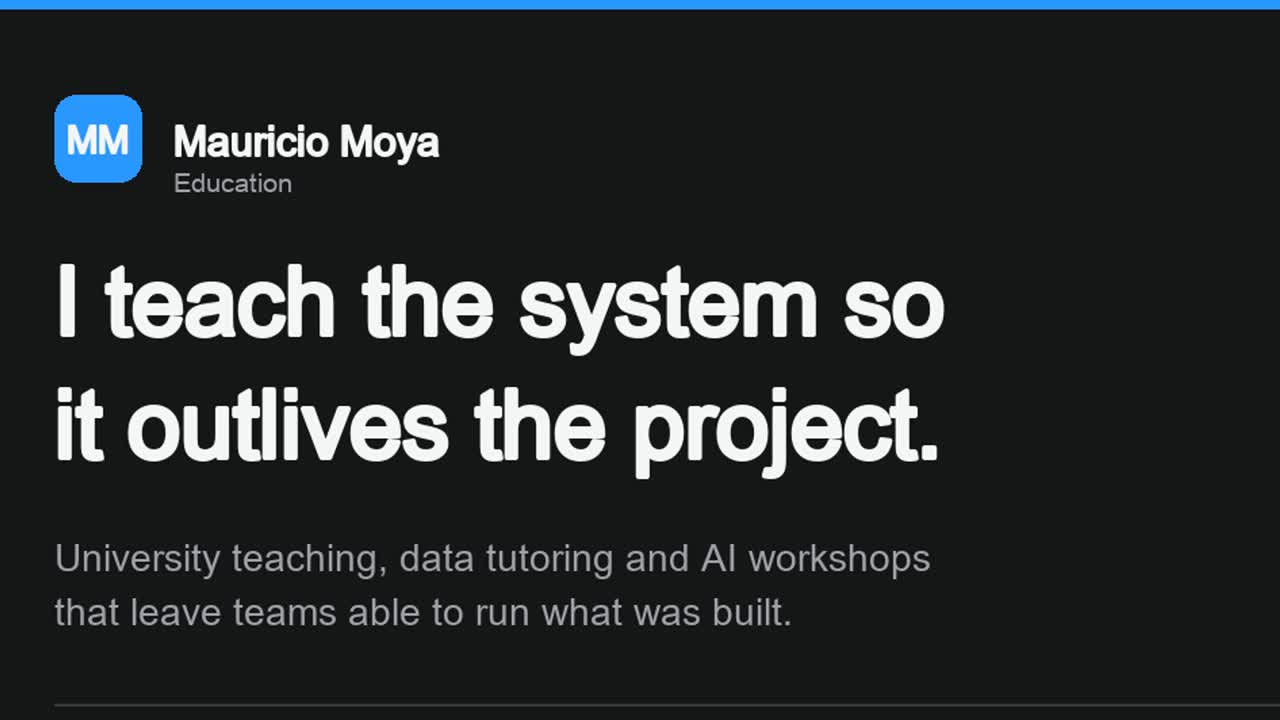 MM
Mauricio Moya
Education
I teach the system so
it outlives the project.
University teaching, data tutoring and AI workshops
that leave teams able to run what was built.